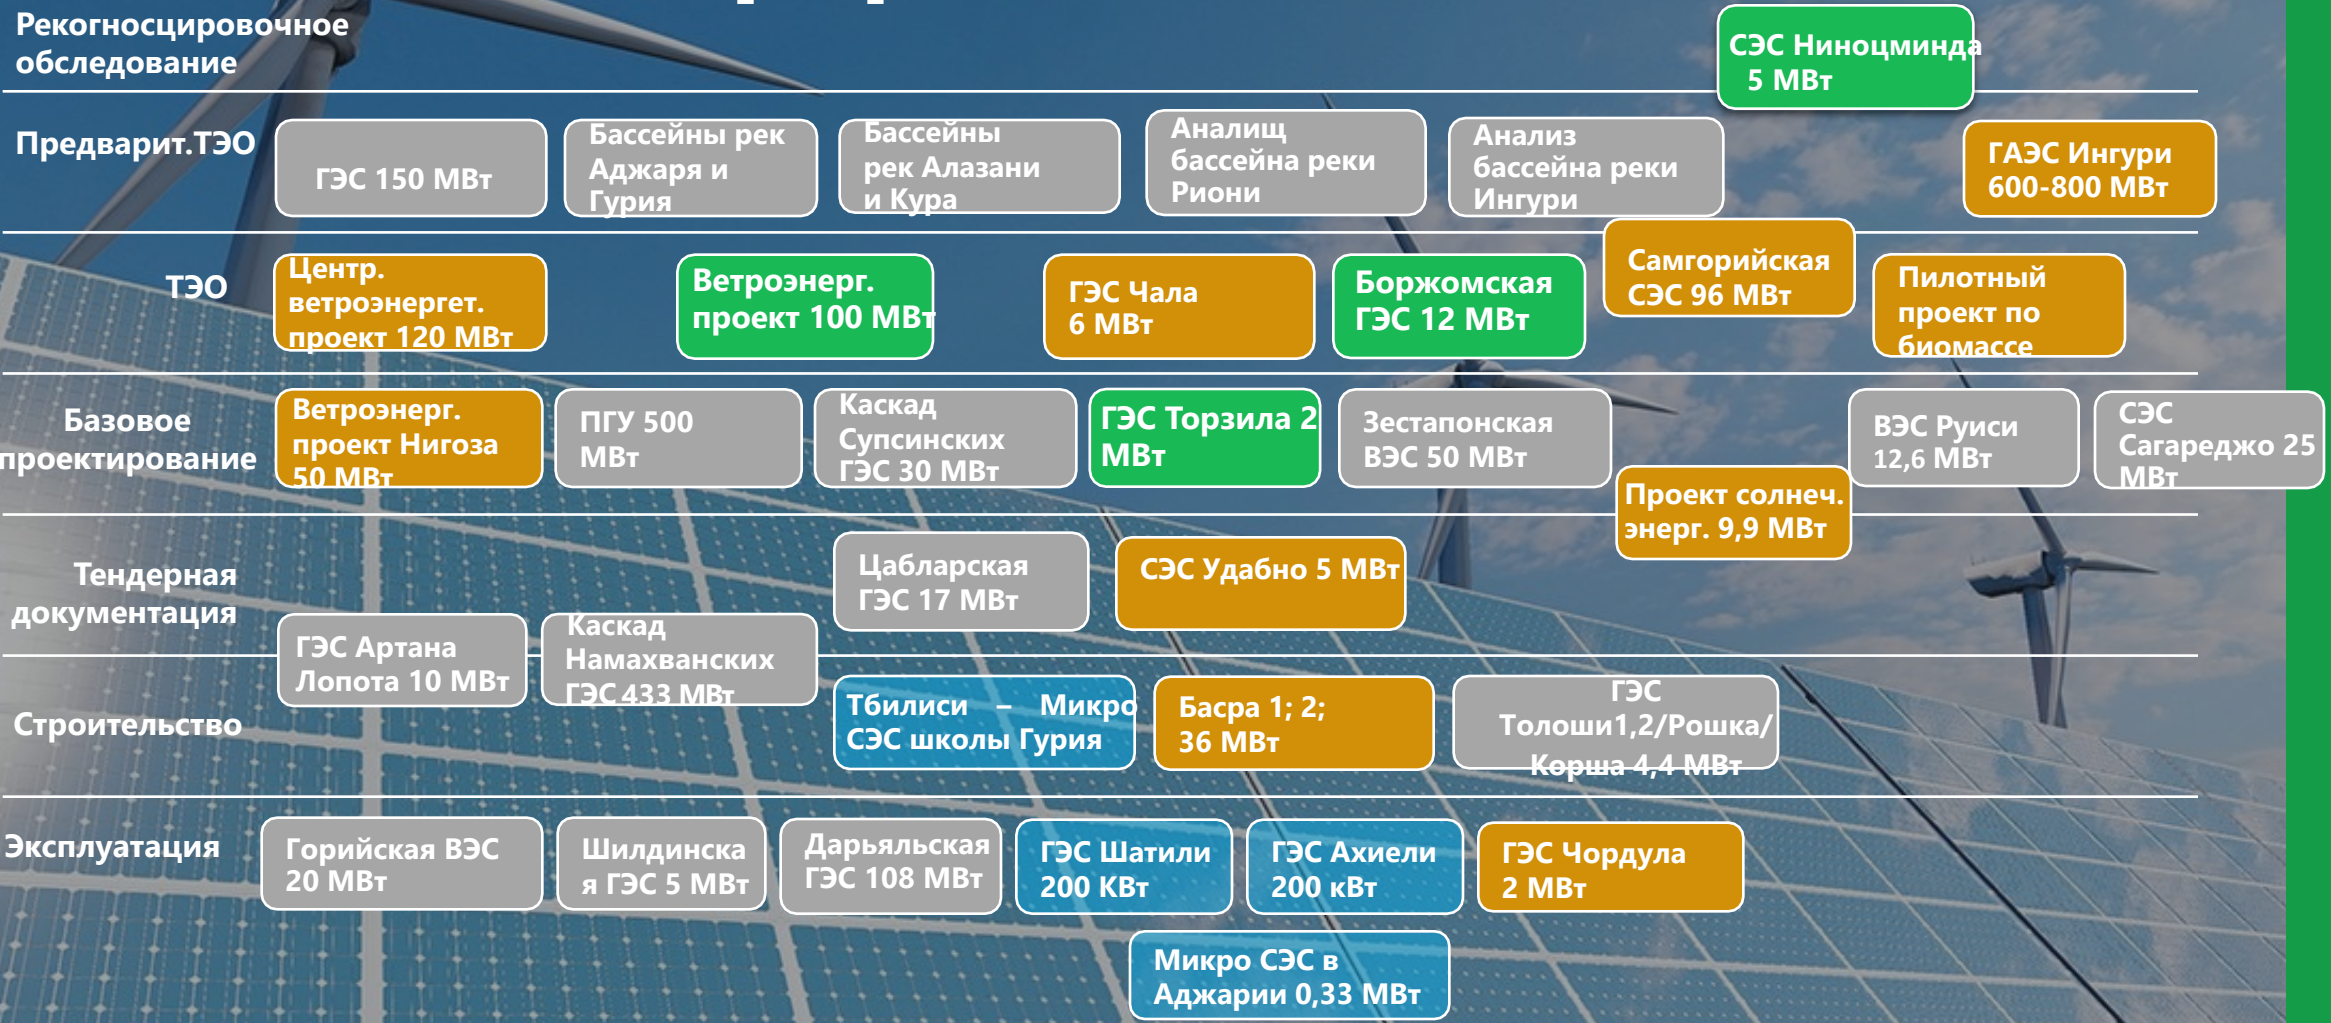 Рекогносцировочное
обследование
СЭС Ниноцминда
5 МВт
Предварит.ТЭО
ГЭС 150 МВт
Бассейны рек
Аджаря и
Гурия
Бассейны
рек Алазани
и Кура
Аналищ
бассейна реки
Риони
Анализ
бассейна реки
Ингури
ГАЭС Ингури
600-800 МВт
ТЭО
Центр.
ветроэнергет.
проект 120 МВт
Ветроэнерг.
проект 100 МВт
ГЭС Чала
6 МВт
Боржомская
ГЭС 12 МВт
Самгорийская
СЭС 96 МВт
Пилотный
проект по
биомассе
Базовое
проектирование
Ветроэнерг.
проект Нигоза
50 МВт
ПГУ 500
МВт
Каскад
Супсинских
ГЭС 30 МВт
ГЭС Торзила 2
МВт
Зестапонская
ВЭС 50 МВт
Проект солнеч.
энерг. 9,9 МВт
ВЭС Руиси
12,6 МВт
СЭС
Сагареджо 25
МВт
Тендерная
документация
ГЭС Артана
Лопота 10 МВт
Каскад
Намахванских
ГЭС 433 МВт
Цабларская
ГЭС 17 МВт
СЭС Удабно 5 МВт
Строительство
Тбилиси – Микро
СЭС школы Гурия
Басра 1; 2;
36 МВт
ГЭС
Толоши1,2/Рошка/
Корша 4,4 МВт
Эксплуатация
Горийская ВЭС
20 МВт
Шилдинска
я ГЭС 5 МВт
Дарьяльская
ГЭС 108 МВт
ГЭС Шатили
200 КВт
ГЭС Ахиели
200 кВт
ГЭС Чордула
2 МВт
Микро СЭС в
Аджарии 0,33 МВт